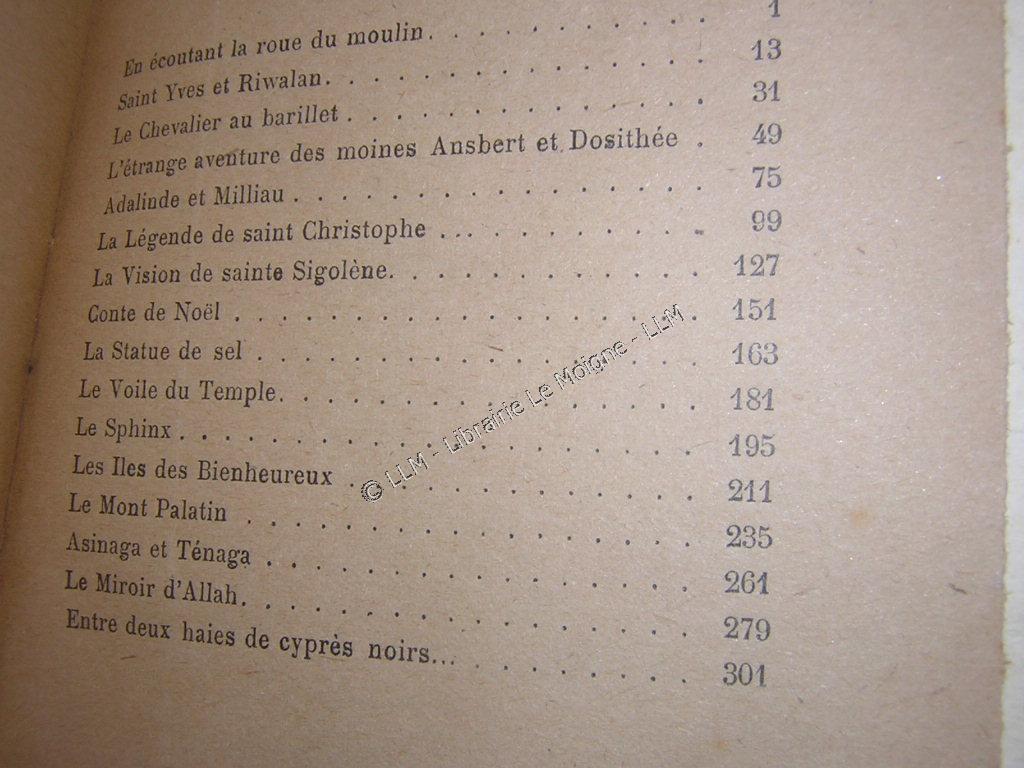 En écoutant la roue du moulin. . . . . . . . . . . 1
Saint Yves et Riwalan. . . . . . . . . . . . . . . 13
Le Chevalier au barillet . . . . . . . . . . . . . 31
L'étrange aventure des moines Ansbert et Dosithée . 49
Adalinde et Milliau . . . . . . . . . . . . . . . . 75
La Légende de saint Christophe . . . . . . . . . . . 99
La Vision de sainte Sigolène. . . . . . . . . . . . 127
Conte de Noël . . . . . . . . . . . . . . . . . . 151
La Statue de sel . . . . . . . . . . . . . . . . . 163
Le Voile du Temple. . . . . . . . . . . . . . . . . 181
Le Sphinx . . . . . . . . . . . . . . . . . . . . 195
Les Iles des Bienheureux . . . . . . . . . . . . . 211
Le Mont Palatin . . . . . . . . . . . . . . . . . 235
Asinaga et Ténaga . . . . . . . . . . . . . . . . 261
Le Miroir d'Allah. . . . . . . . . . . . . . . . . 279
Entre deux haies de cyprès noirs... . . . . . . . . 301
© LLM - Librairie Le Moigne - LLM